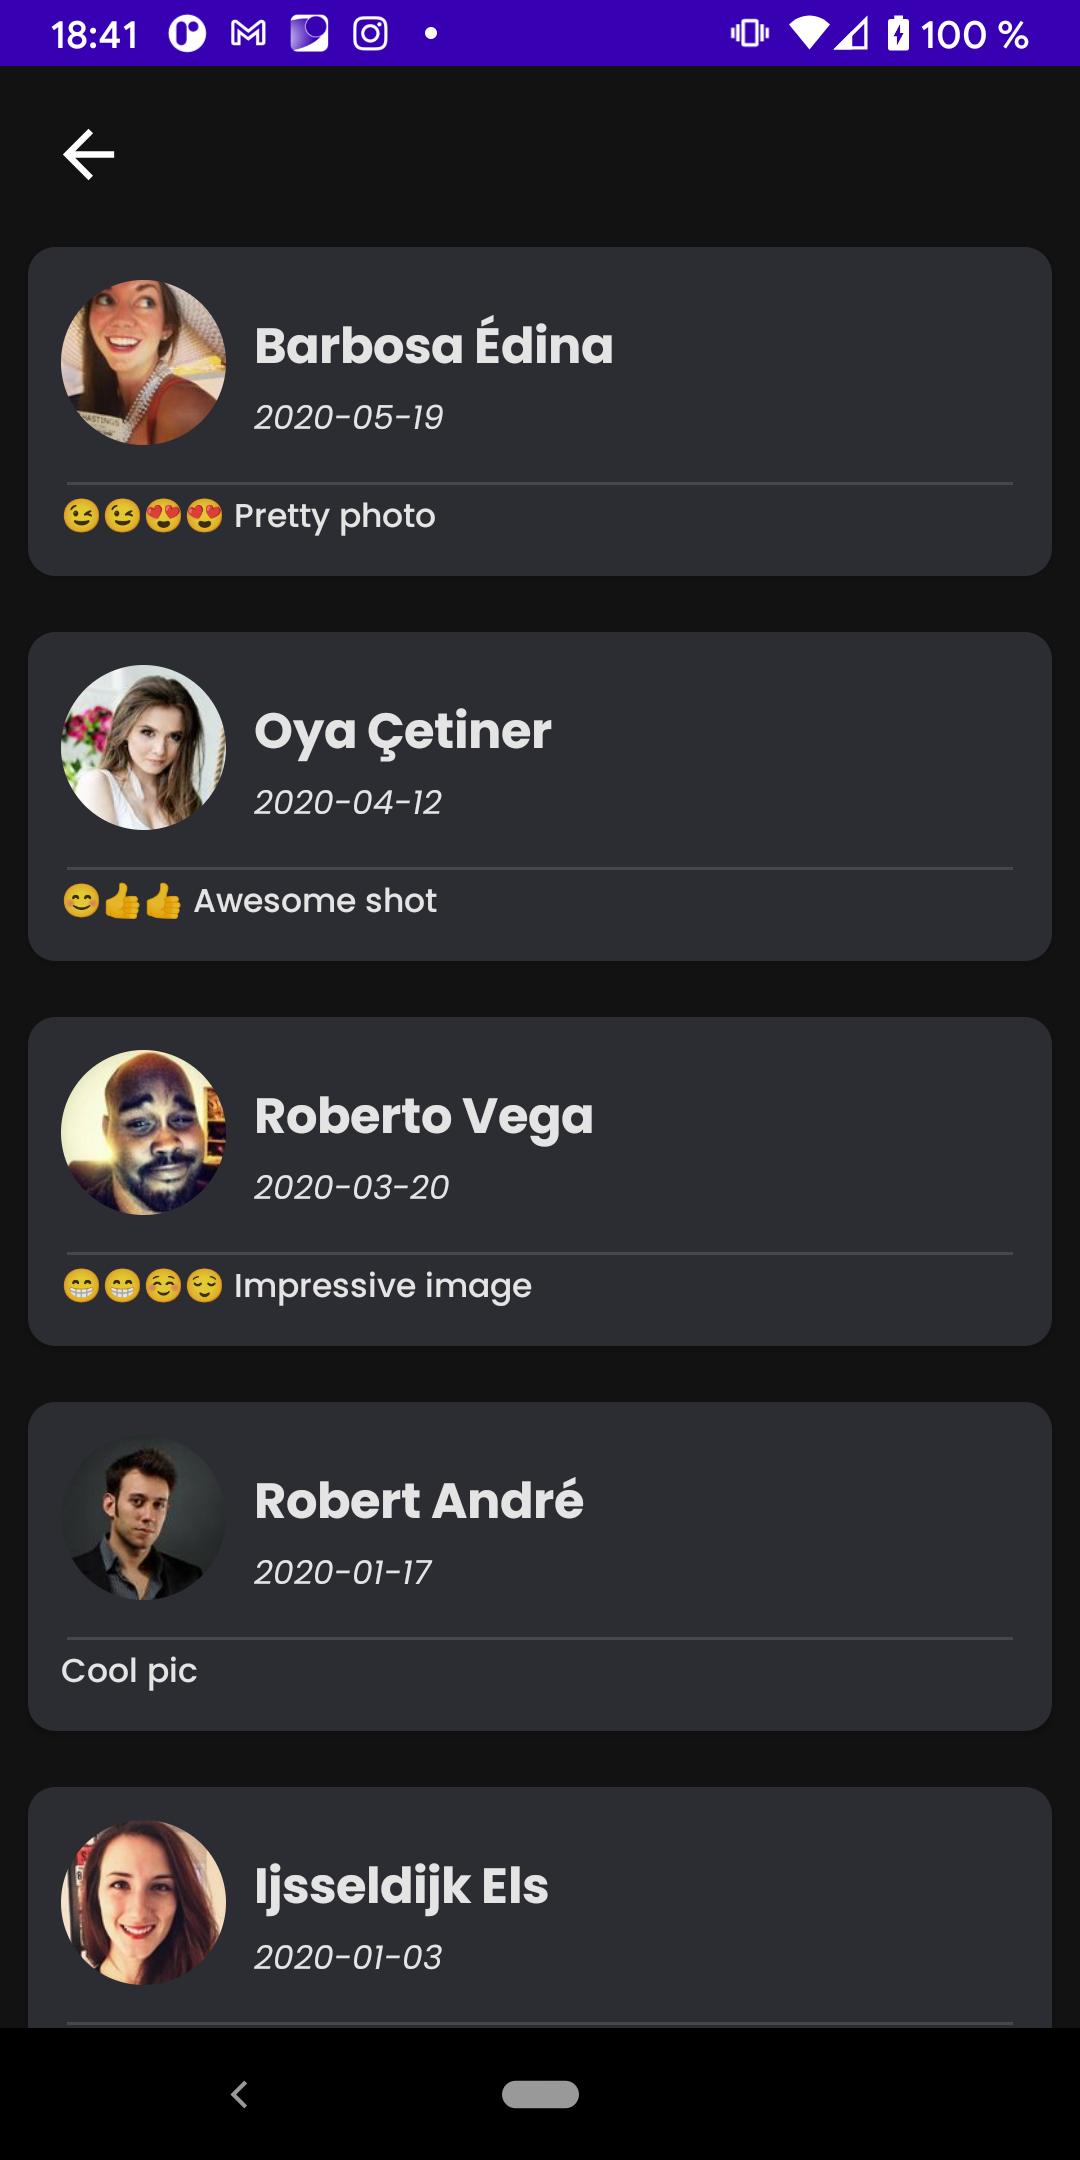 18:41 100 %
Barbosa Édina
2020-05-19
😉😉😍😍 Pretty photo
Oya Çetiner
2020-04-12
😊👍👍 Awesome shot
Roberto Vega
2020-03-20
😁😁☺️😌 Impressive image
Robert André
2020-01-17
Cool pic
Ijsseldijk Els
2020-01-03